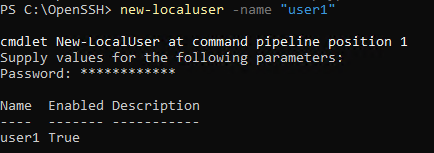 PS C:\OpenSSH> new-localuser -name "user1"
cmdlet New-LocalUser at command pipeline position 1
Supply values for the following parameters:
Password: ************
Name  Enabled Description
----  ------- -----------
user1 True